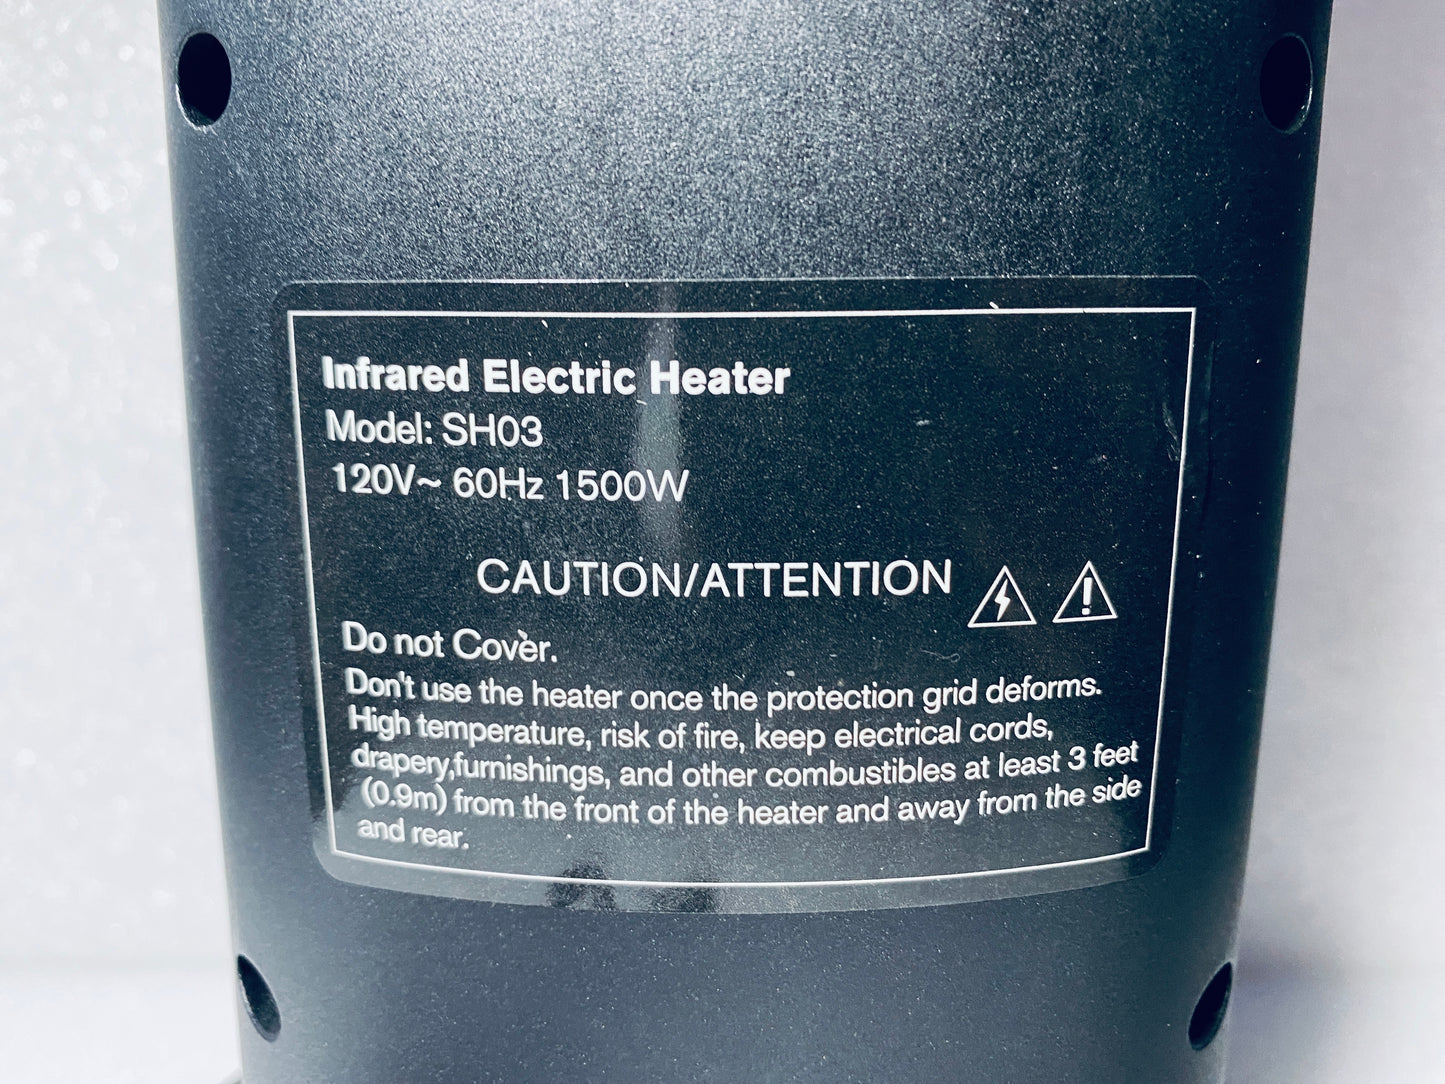 Infrared Electric Heater
Model: SH03
120V~ 60Hz 1500W
CAUTION/ATTENTION
Do not Cover.
Don't use the heater once the protection grid deforms.
High temperature, risk of fire, keep electrical cords,
drapery,furnishings, and other combustibles at least 3 feet
(0.9m) from the front of the heater and away from the side
and rear.